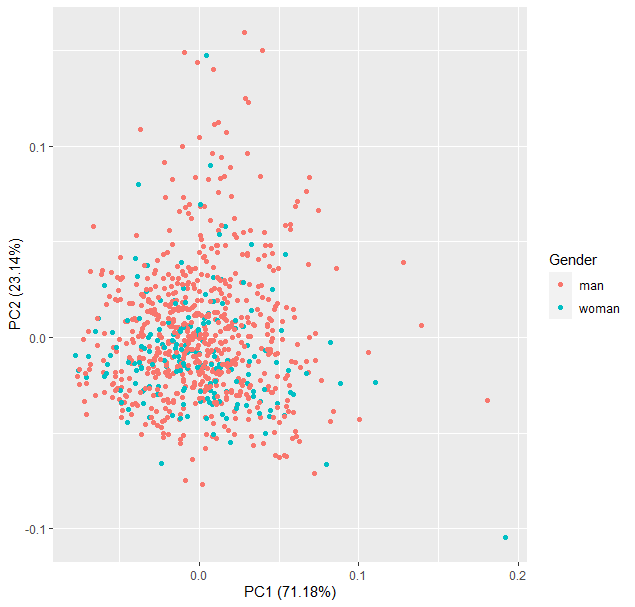 0.1
0.0
-0.1
PC2 (23.14%)
0.0
0.1
0.2
PC1 (71.18%)
Gender
man
woman